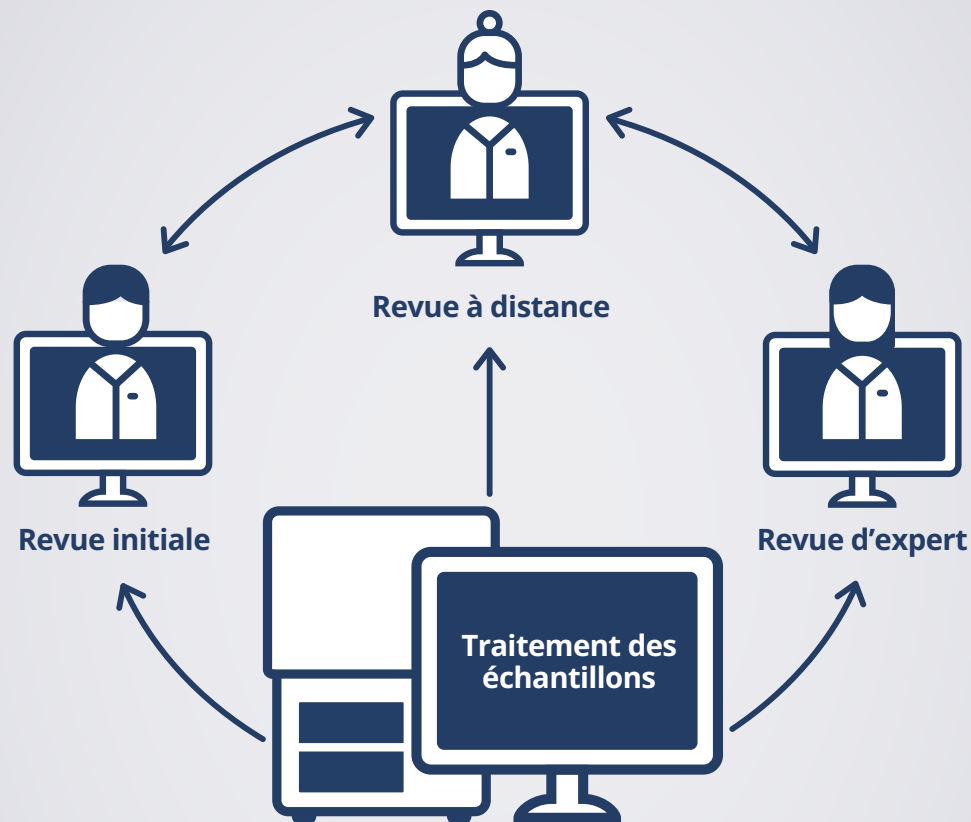 Revue à distance
Revue initiale
Revue d’expert
Traitement des
échantillons